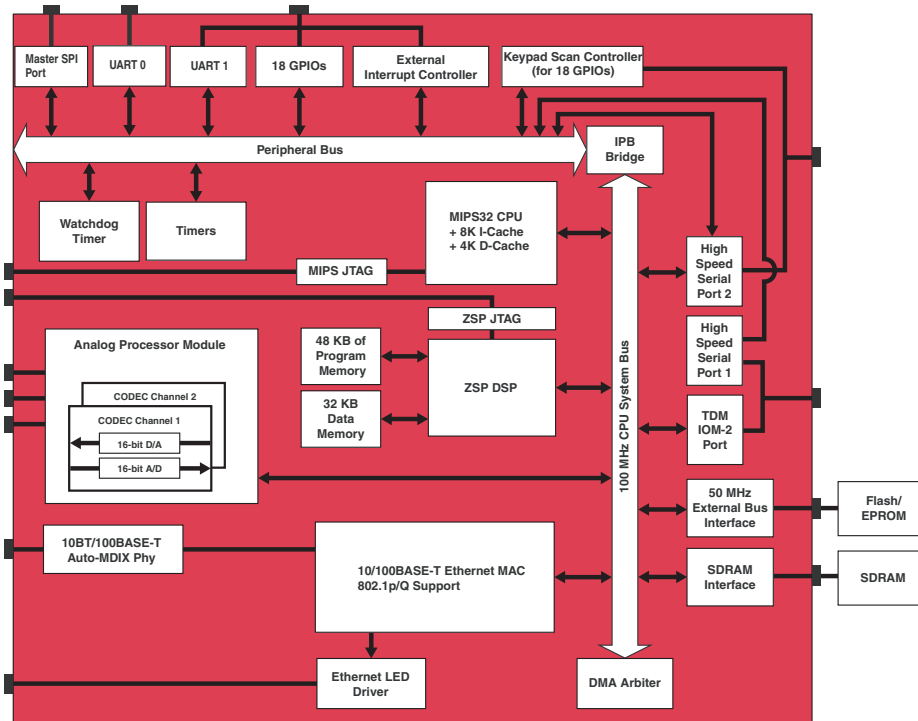 Master SPI
Port
UART 0
UART 1
18 GPIOs
External
Interrupt Controller
Keypad Scan Controller
(for 18 GPIOs)
Peripheral Bus
IPB
Bridge
Watchdog
Timer
Timers
MIPS32 CPU
+ 8K I-Cache
+ 4K D-Cache
MIPS JTAG
High
Speed
Serial
Port 2
ZSP JTAG
Analog Processor Module
48 KB of
Program
Memory
ZSP DSP
High
Speed
Serial
Port 1
CODEC Channel 2
CODEC Channel 1
16-bit D/A
16-bit A/D
32 KB
Data
Memory
100 MHz CPU System Bus
TDM
IOM-2
Port
50 MHz
External Bus
Interface
Flash/
EPROM
10BT/100BASE-T
Auto-MDIX Phy
10/100BASE-T Ethernet MAC
802.1p/Q Support
SDRAM
Interface
SDRAM
Ethernet LED
Driver
DMA Arbiter